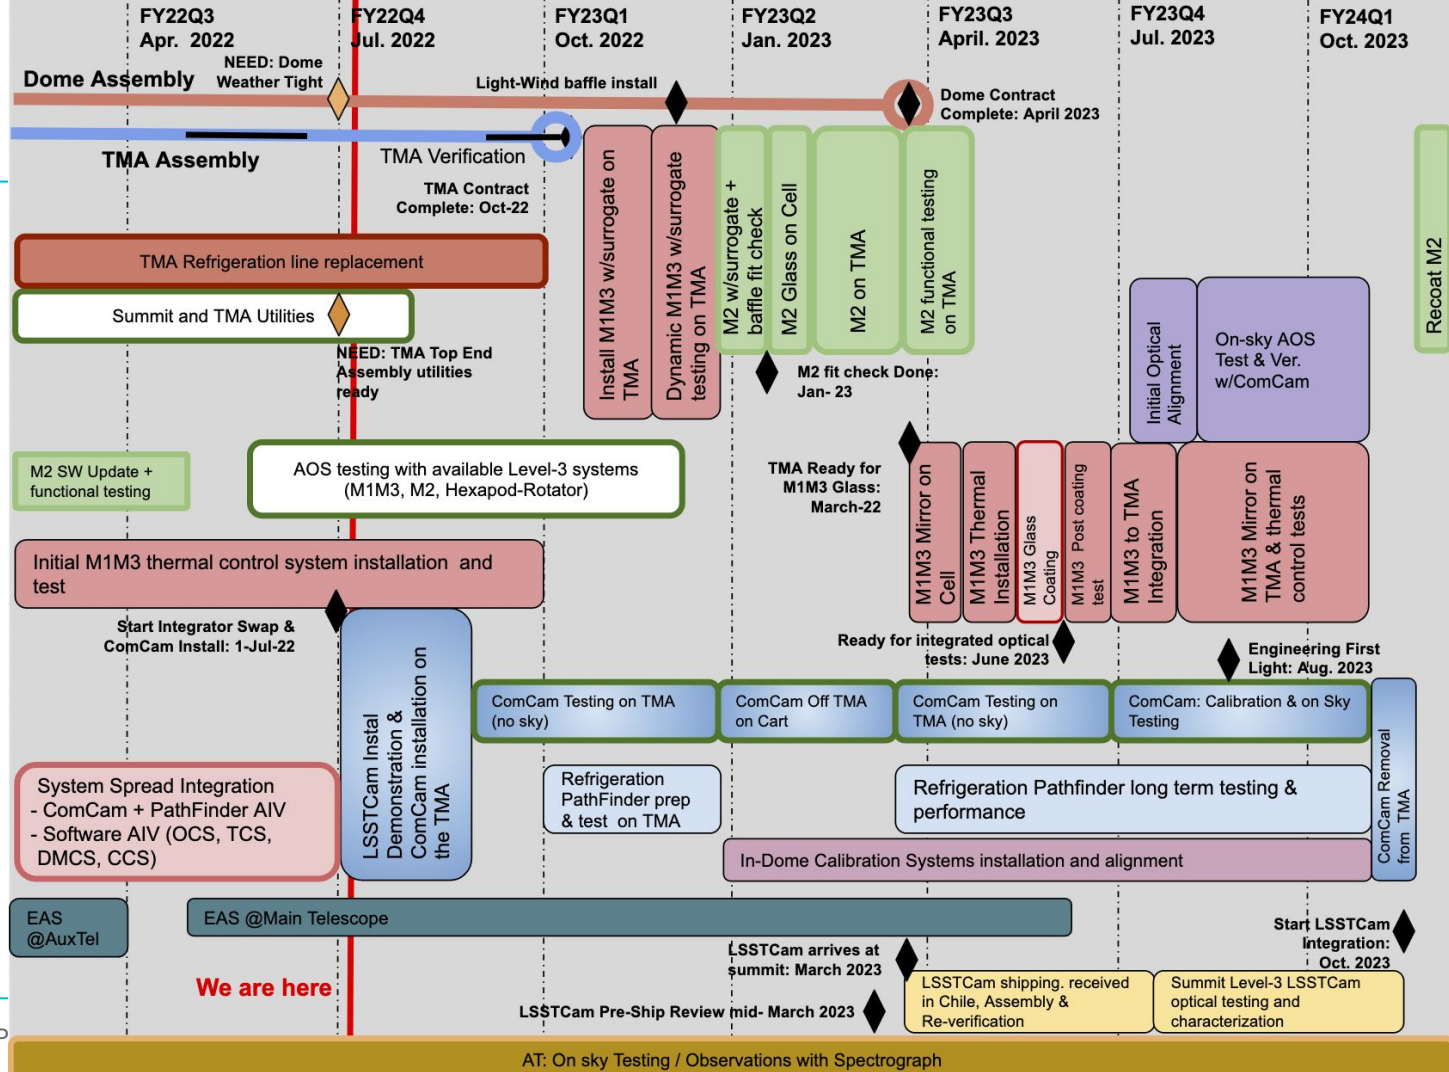 FY22Q3
Apr. 2022
FY22Q4
Jul. 2022
FY23Q1
Oct. 2022
FY23Q2
Jan. 2023
FY23Q3
April. 2023
FY23Q4
Jul. 2023
FY24Q1
Oct. 2023
Dome Assembly
NEED: Dome
Weather Tight
Light-Wind baffle install
Dome Contract
Complete: April 2023
TMA Assembly
TMA Verification
TMA Contract
Complete: Oct-22
Install M1M3 w/surrogate on
TMA
Dynamic M1M3 w/surrogate
testing on TMA
M2 w/surrogate +
baffle fit check
M2 Glass on Cell
M2 on TMA
M2 functional testing
on TMA
Recoat M2
TMA Refrigeration line replacement
Summit and TMA Utilities
NEED: TMA Top End
Assembly utilities
ready
M2 fit check Done:
Jan- 23
Initial Optical
Alignment
On-sky AOS
Test & Ver.
w/ComCam
M2 SW Update +
functional testing
AOS testing with available Level-3 systems
(M1M3, M2, Hexapod-Rotator)
TMA Ready for
M1M3 Glass:
March-22
M1M3 Mirror on
Cell
M1M3 Thermal
Installation
M1M3 Glass
Coating
M1M3 Post coating
test
M1M3 to TMA
Integration
M1M3 Mirror on
TMA & thermal
control tests
Initial M1M3 thermal control system installation and
test
Start Integrator Swap &
ComCam Install: 1-Jul-22
Ready for integrated optical
tests: June 2023
Engineering First
Light: Aug. 2023
LSSTCam Instal
Demonstration &
ComCam installation on
the TMA
ComCam Testing on TMA
(no sky)
ComCam Off TMA
on Cart
ComCam Testing on
TMA (no sky)
ComCam: Calibration & on Sky
Testing
ComCam Removal
from TMA
System Spread Integration
- ComCam + PathFinder AIV
- Software AIV (OCS, TCS,
DMCS, CCS)
Refrigeration
PathFinder prep
& test on TMA
Refrigeration Pathfinder long term testing &
performance
In-Dome Calibration Systems installation and alignment
EAS
@AuxTel
EAS @Main Telescope
Start LSSTCam
Integration:
Oct. 2023
LSSTCam arrives at
summit: March 2023
We are here
LSSTCam Pre-Ship Review mid- March 2023
LSSTCam shipping. received
in Chile, Assembly &
Re-verification
Summit Level-3 LSSTCam
optical testing and
characterization
AT: On sky Testing / Observations with Spectrograph